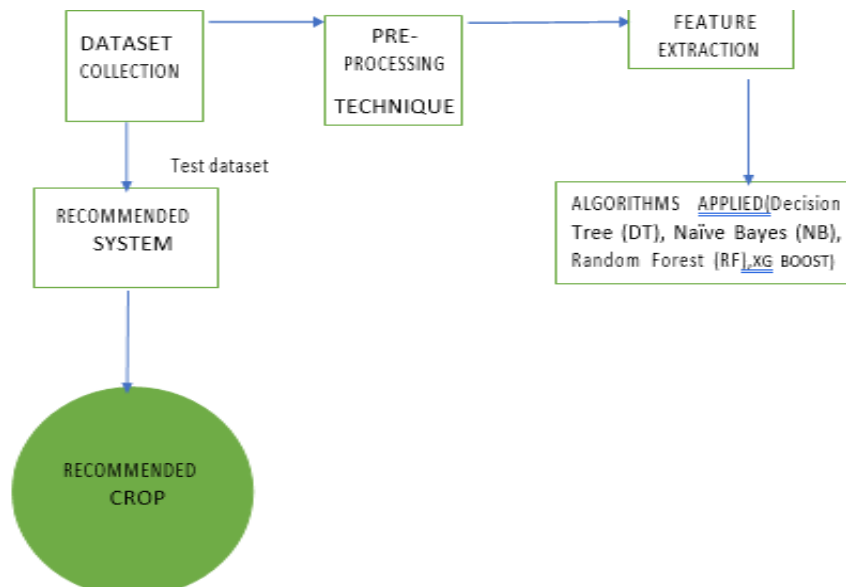 DATASET
COLLECTION
PRE-
PROCESSING
TECHNIQUE
FEATURE
EXTRACTION
Test dataset
RECOMMENDED
SYSTEM
ALGORITHMS APPLIED(Decision
Tree (DT), Naïve Bayes (NB),
Random Forest (RF),XG BOOST)
RECOMMENDED
CROP